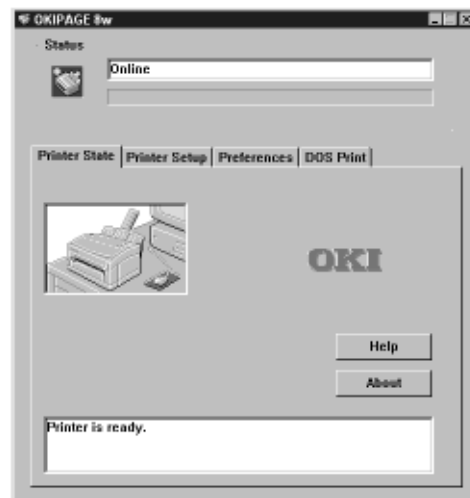 OKIPAGE 8w
Status
Online
Printer State Printer Setup Preferences DOS Print
OKI
Help
About
Printer is ready.